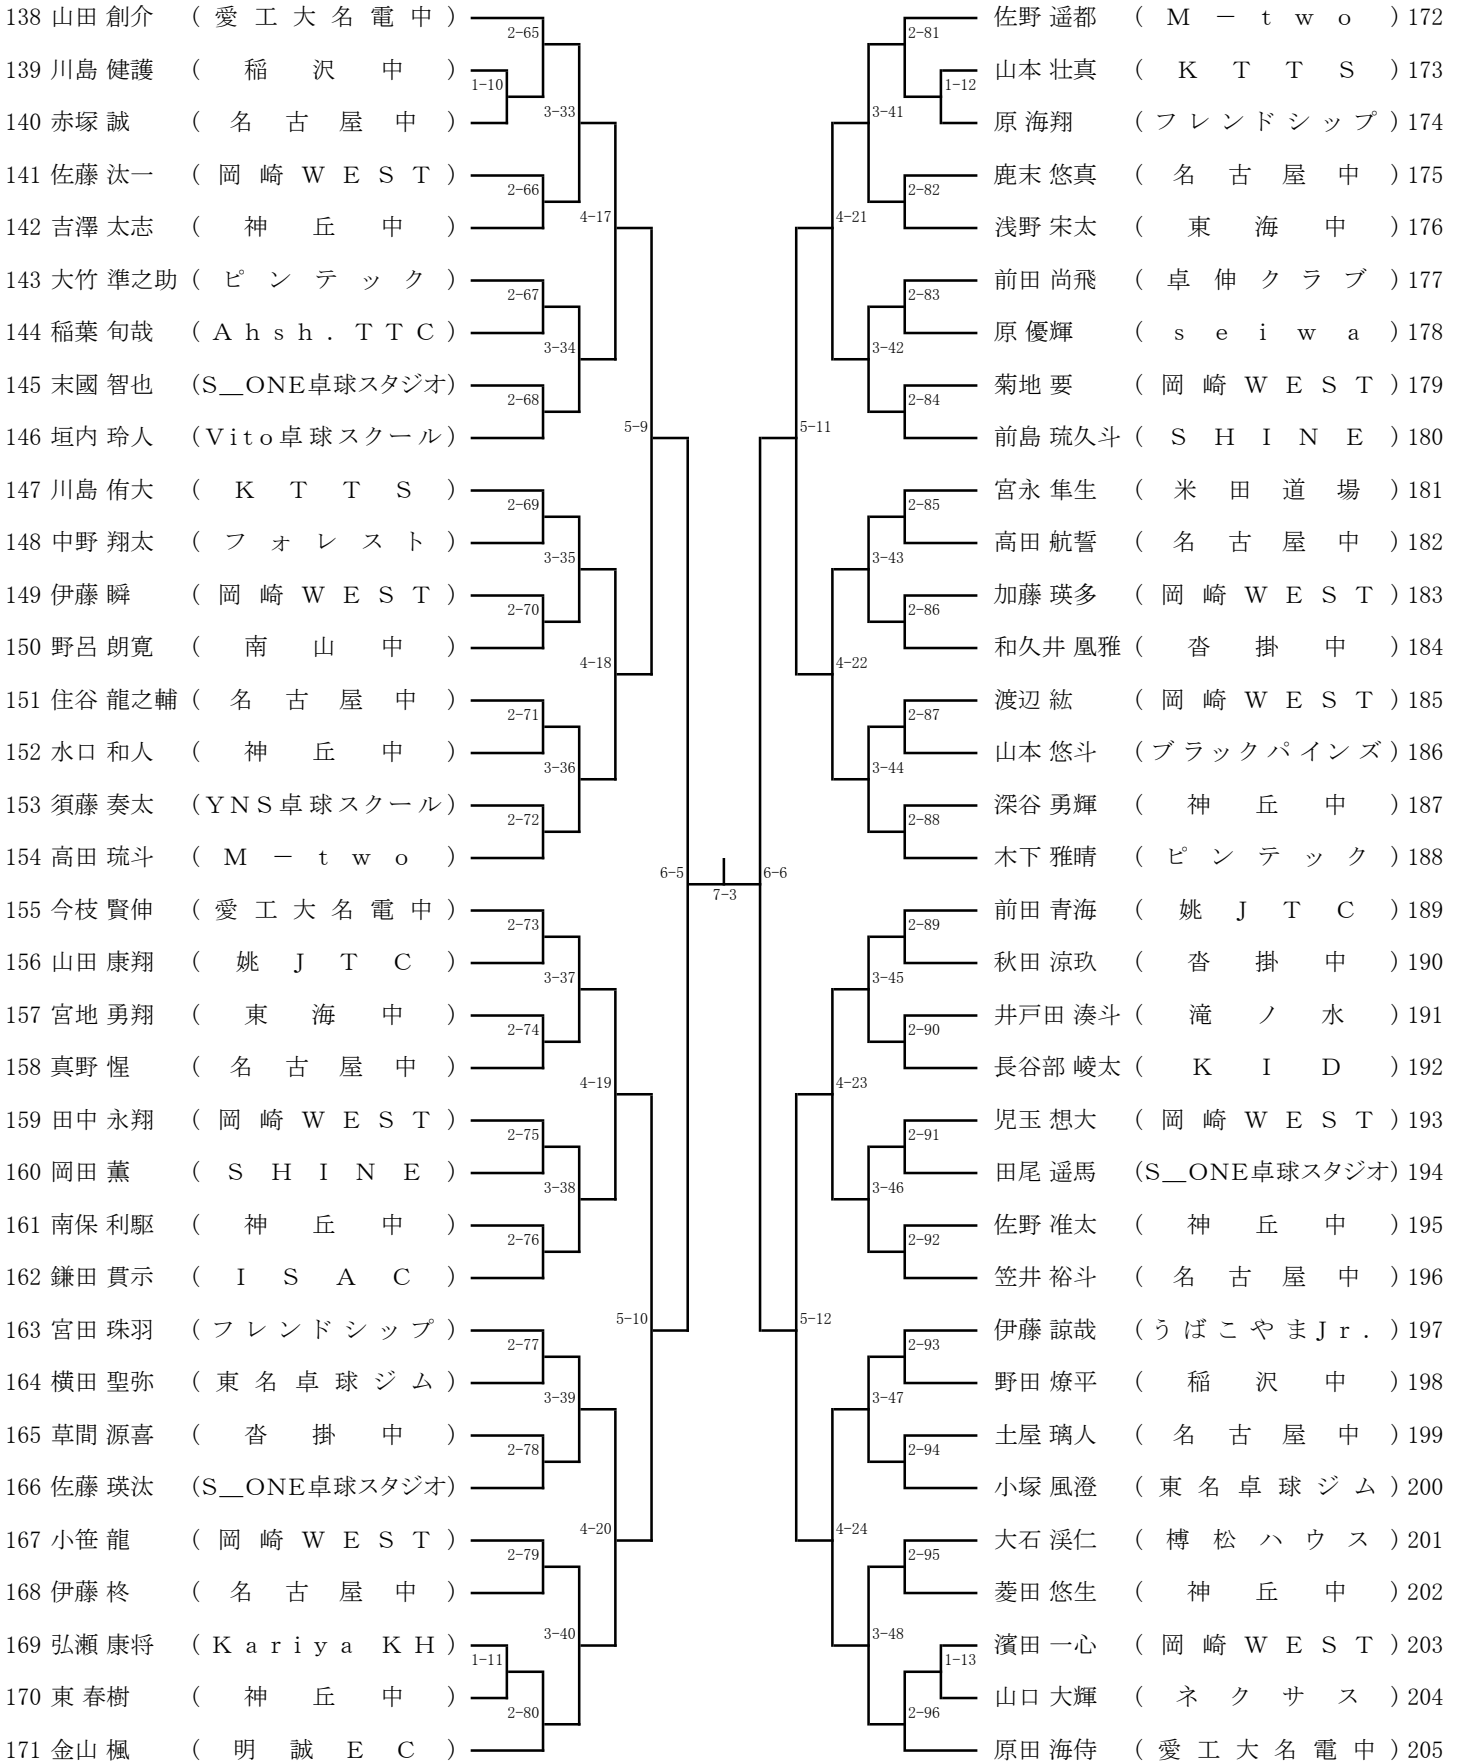 138 山田 創介 (愛工大名電中)
2-65
139 川島 健護 (稲沢中)
1-10
140 赤塚 誠 (名古屋中)
3-33
141 佐藤 汰一 (岡崎WEST)
2-66
142 吉澤 太志 (神丘中)
4-17
143 大竹 準之助 (ピンテック)
2-67
144 稲葉 旬哉 (Ahsh.TTC)
3-34
145 末國 智也 (S__ONE卓球スタジオ)
2-68
146 垣内 玲人 (Vito卓球スクール)
5-9
147 川島 侑大 (KTTS)
2-69
148 中野 翔太 (フォレスト)
3-35
149 伊藤 瞬 (岡崎WEST)
2-70
150 野呂 朗寛 (南山中)
4-18
151 住谷 龍之輔 (名古屋中)
2-71
152 水口 和人 (神丘中)
3-36
153 須藤 奏太 (YNS卓球スクール)
2-72
154 高田 琉斗 (M－two)
6-5
155 今枝 賢伸 (愛工大名電中)
2-73
156 山田 康翔 (姚JTC)
3-37
157 宮地 勇翔 (東海中)
2-74
158 真野 惺 (名古屋中)
4-19
159 田中 永翔 (岡崎WEST)
2-75
160 岡田 薫 (SHINE)
3-38
161 南保 利駆 (神丘中)
2-76
162 鎌田 貫示 (ISAC)
5-10
163 宮田 珠羽 (フレンドシップ)
2-77
164 横田 聖弥 (東名卓球ジム)
3-39
165 草間 源喜 (沓掛中)
2-78
166 佐藤 瑛汰 (S__ONE卓球スタジオ)
4-20
167 小笹 龍 (岡崎WEST)
2-79
168 伊藤 柊 (名古屋中)
3-40
169 弘瀬 康将 (Kariya KH)
1-11
170 東 春樹 (神丘中)
2-80
171 金山 楓 (明誠EC)
7-3
佐野 遥都 (M－two) 172
2-81
山本 壮真 (KTTS) 173
1-12
原 海翔 (フレンドシップ) 174
3-41
鹿末 悠真 (名古屋中) 175
2-82
浅野 宋太 (東海中) 176
4-21
前田 尚飛 (卓伸クラブ) 177
2-83
原 優輝 (seiwa) 178
3-42
菊地 要 (岡崎WEST) 179
2-84
前島 琉久斗 (SHINE) 180
5-11
宮永 隼生 (米田道場) 181
2-85
高田 航誓 (名古屋中) 182
3-43
加藤 瑛多 (岡崎WEST) 183
2-86
和久井 凰雅 (沓掛中) 184
4-22
渡辺 紘 (岡崎WEST) 185
2-87
山本 悠斗 (ブラックパインズ) 186
3-44
深谷 勇輝 (神丘中) 187
2-88
木下 雅晴 (ピンテック) 188
6-6
前田 青海 (姚JTC) 189
2-89
秋田 涼玖 (沓掛中) 190
3-45
井戸田 湊斗 (滝ノ水) 191
2-90
長谷部 崚太 (KID) 192
4-23
児玉 想大 (岡崎WEST) 193
2-91
田尾 遥馬 (S__ONE卓球スタジオ) 194
3-46
佐野 准太 (神丘中) 195
2-92
笠井 裕斗 (名古屋中) 196
5-12
伊藤 諒哉 (うばこやまJr.) 197
2-93
野田 燎平 (稲沢中) 198
3-47
土屋 璃人 (名古屋中) 199
2-94
小塚 風澄 (東名卓球ジム) 200
4-24
大石 渓仁 (榑松ハウス) 201
2-95
菱田 悠生 (神丘中) 202
3-48
濱田 一心 (岡崎WEST) 203
1-13
山口 大輝 (ネクサス) 204
2-96
原田 海侍 (愛工大名電中) 205